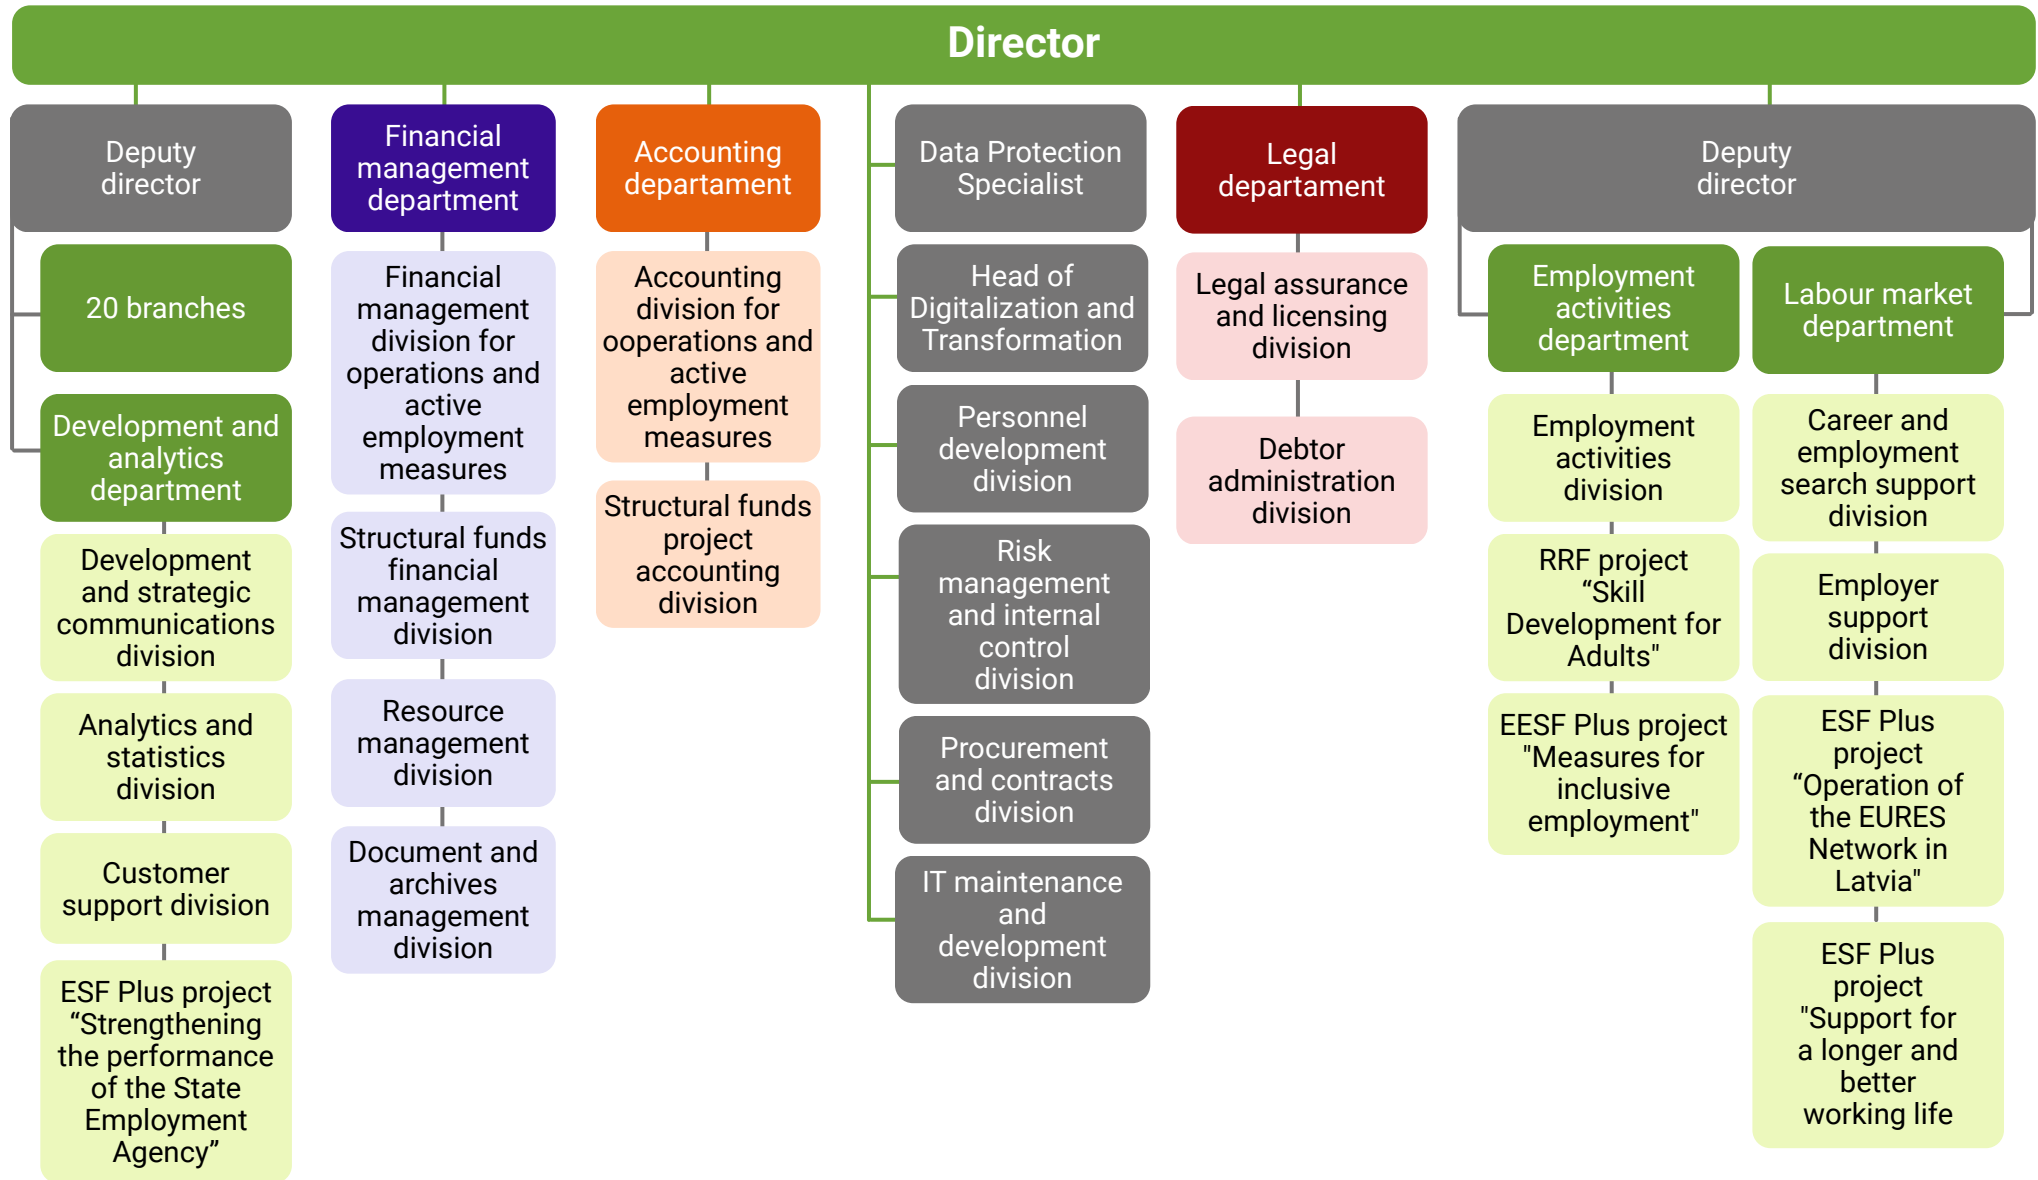 Director
Deputy
director
20 branches
Development and
analytics
department
Development
and strategic
communications
division
Analytics and
statistics
division
Customer
support division
ESF Plus project
“Strengthening
the performance
of the State
Employment
Agency”
Financial
management
department
Financial
management
division for
operations and
active
employment
measures
Structural funds
financial
management
division
Resource
management
division
Document and
archives
management
division
Accounting
departament
Accounting
division for
ooperations and
active
employment
measures
Structural funds
project
accounting
division
Data Protection
Specialist
Head of
Digitalization and
Transformation
Personnel
development
division
Risk
management
and internal
control
division
Procurement
and contracts
division
IT maintenance
and
development
division
Legal
departament
Legal assurance
and licensing
division
Debtor
administration
division
Deputy
director
Employment
activities
department
Employment
activities
division
RRF project
“Skill
Development for
Adults"
EESF Plus project
"Measures for
inclusive
employment"
Labour market
department
Career and
employment
search support
division
Employer
support
division
ESF Plus
project
“Operation of
the EURES
Network in
Latvia"
ESF Plus
project
"Support for
a longer and
better
working life